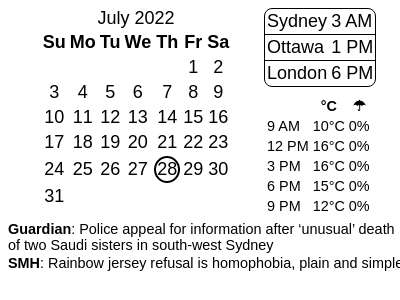 July 2022
Su Mo Tu We Th Fr Sa
1 2
3 4 5 6 7 8 9
10 11 12 13 14 15 16
17 18 19 20 21 22 23
24 25 26 27 28 29 30
31
Sydney 3 AM
Ottawa 1 PM
London 6 PM
°C ☂
9 AM 10°C 0%
12 PM 16°C 0%
3 PM 16°C 0%
6 PM 15°C 0%
9 PM 12°C 0%
Guardian: Police appeal for information after ‘unusual’ death
of two Saudi sisters in south-west Sydney
SMH: Rainbow jersey refusal is homophobia, plain and simple